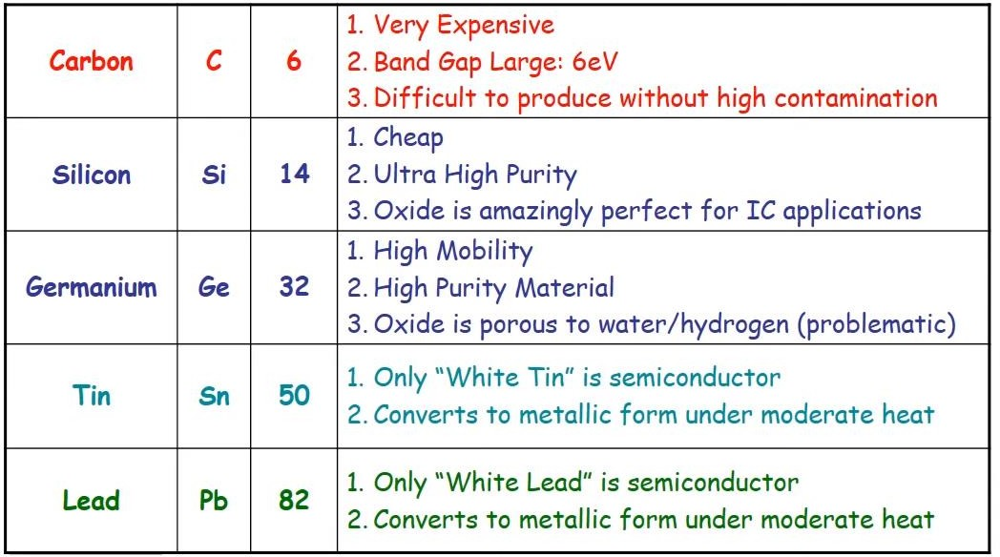 Carbon C 6
1. Very Expensive
2. Band Gap Large: 6eV
3. Difficult to produce without high contamination
Silicon Si 14
1. Cheap
2. Ultra High Purity
3. Oxide is amazingly perfect for IC applications
Germanium Ge 32
1. High Mobility
2. High Purity Material
3. Oxide is porous to water/hydrogen (problematic)
Tin Sn 50
1. Only “White Tin” is semiconductor
2. Converts to metallic form under moderate heat
Lead Pb 82
1. Only “White Lead” is semiconductor
2. Converts to metallic form under moderate heat